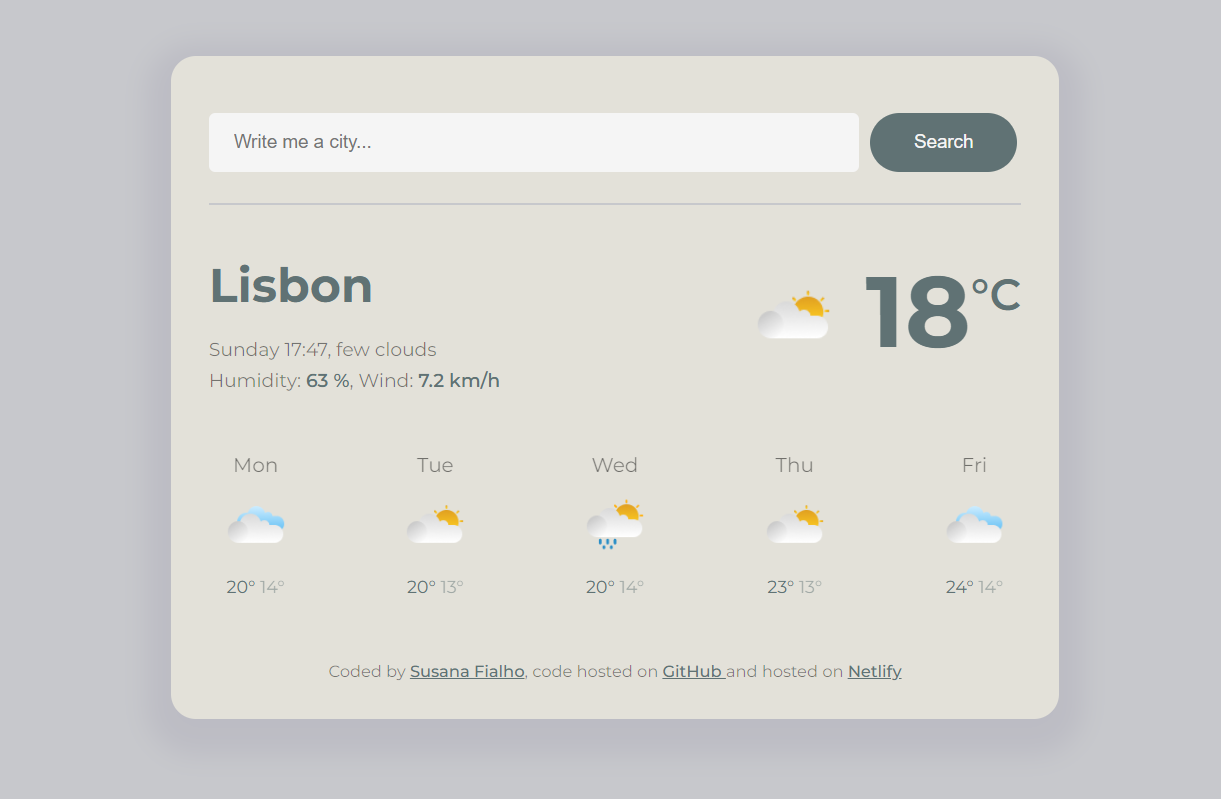 Write me a city...
Search
Lisbon
18°C
Sunday 17:47, few clouds
Humidity: 63 %, Wind: 7.2 km/h
Mon Tue Wed Thu Fri
20° 14° 20° 13° 20° 14° 23° 13° 24° 14°
Coded by Susana Fialho, code hosted on GitHub and hosted on Netlify